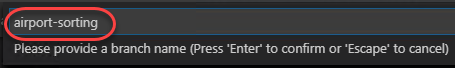 airport-sorting
Please provide a branch name (Press 'Enter' to confirm or 'Escape' to cancel)